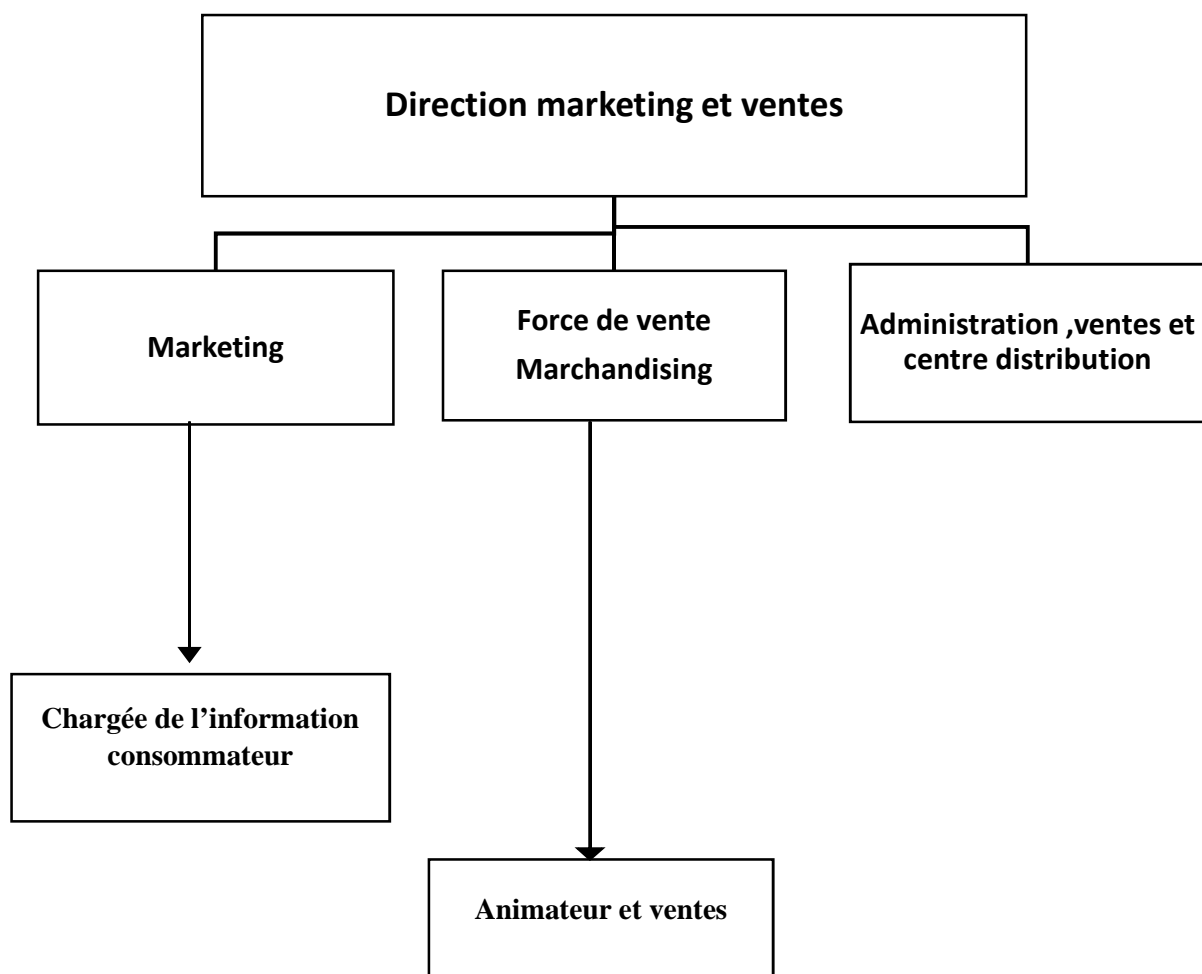 Direction marketing et ventes
Marketing
Force de vente
Marchandising
Administration ,ventes et
centre distribution
Chargée de l’information
consommateur
Animateur et ventes